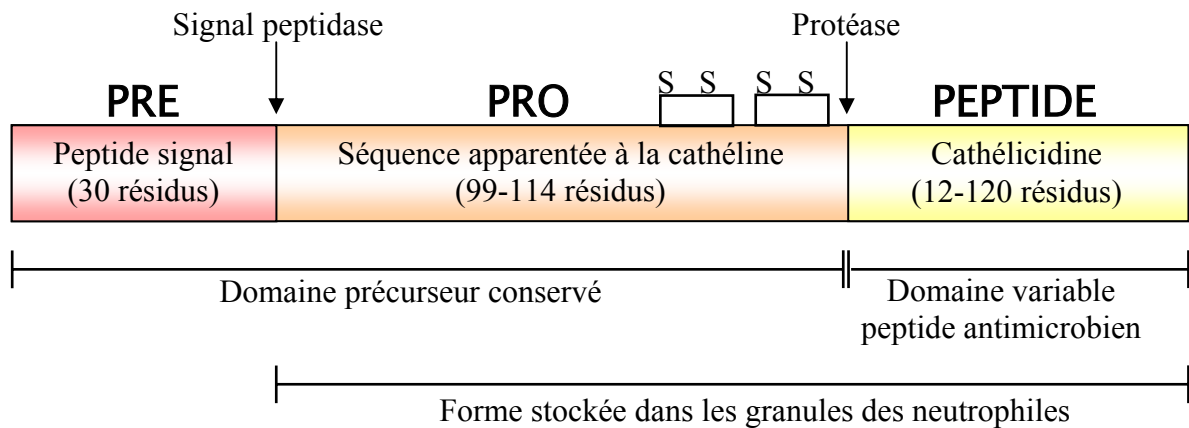 Signal peptidase
Protéase
S S S S
PRE
PRO
PEPTIDE
Peptide signal
(30 résidus)
Séquence apparentée à la cathéline
(99-114 résidus)
Cathélicidine
(12-120 résidus)
Domaine précurseur conservé
Domaine variable
peptide antimicrobien
Forme stockée dans les granules des neutrophiles